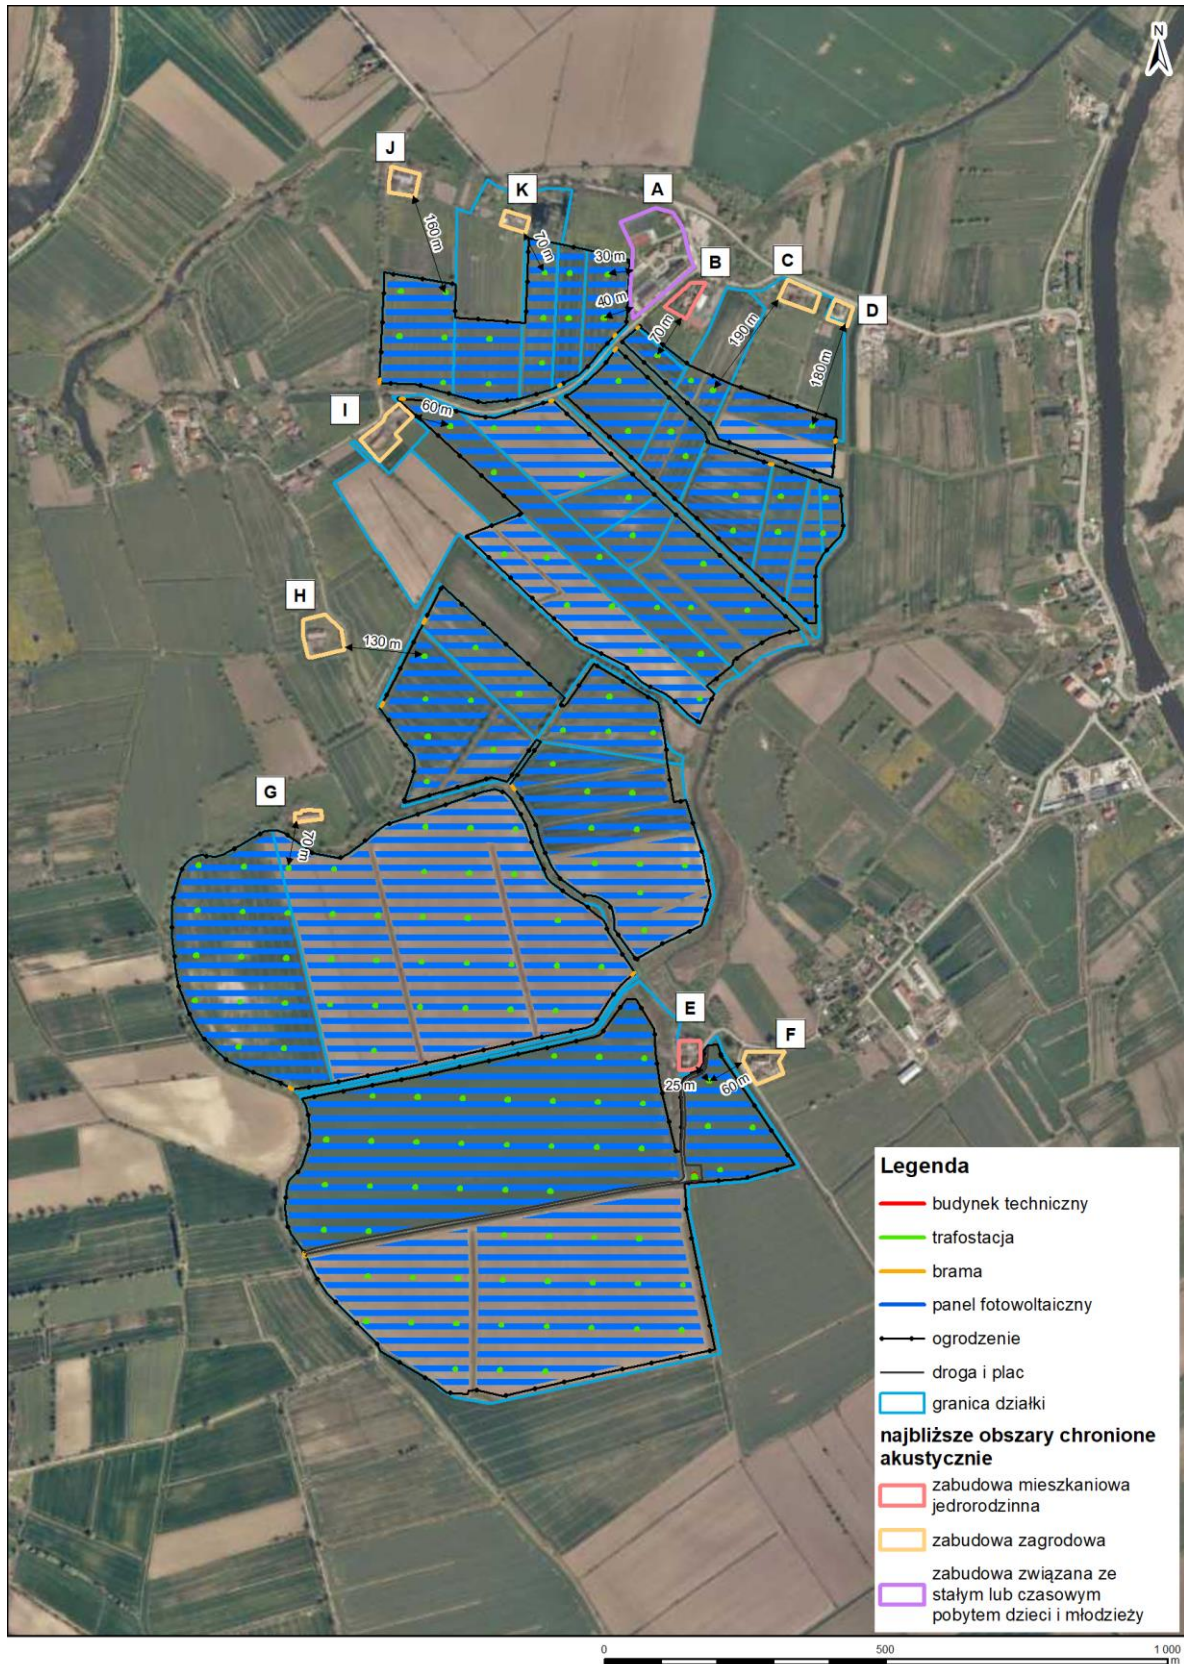 N
J
K
A
160 m
70 m
30 m
B
C
40 m
D
70 m
190 m
180 m
I
60 m
H
130 m
G
70 m
E
F
25 m
60 m
Legenda
budynek techniczny
trafostacja
brama
panel fotowoltaiczny
ogrodzenie
droga i plac
granica działki
najbliższe obszary chronione
akustycznie
zabudowa mieszkaniowa
jedrorodzinna
zabudowa zagrodowa
zabudowa związana ze
stałym lub czasowym
pobytem dzieci i młodzieży
0 500 1 000
m